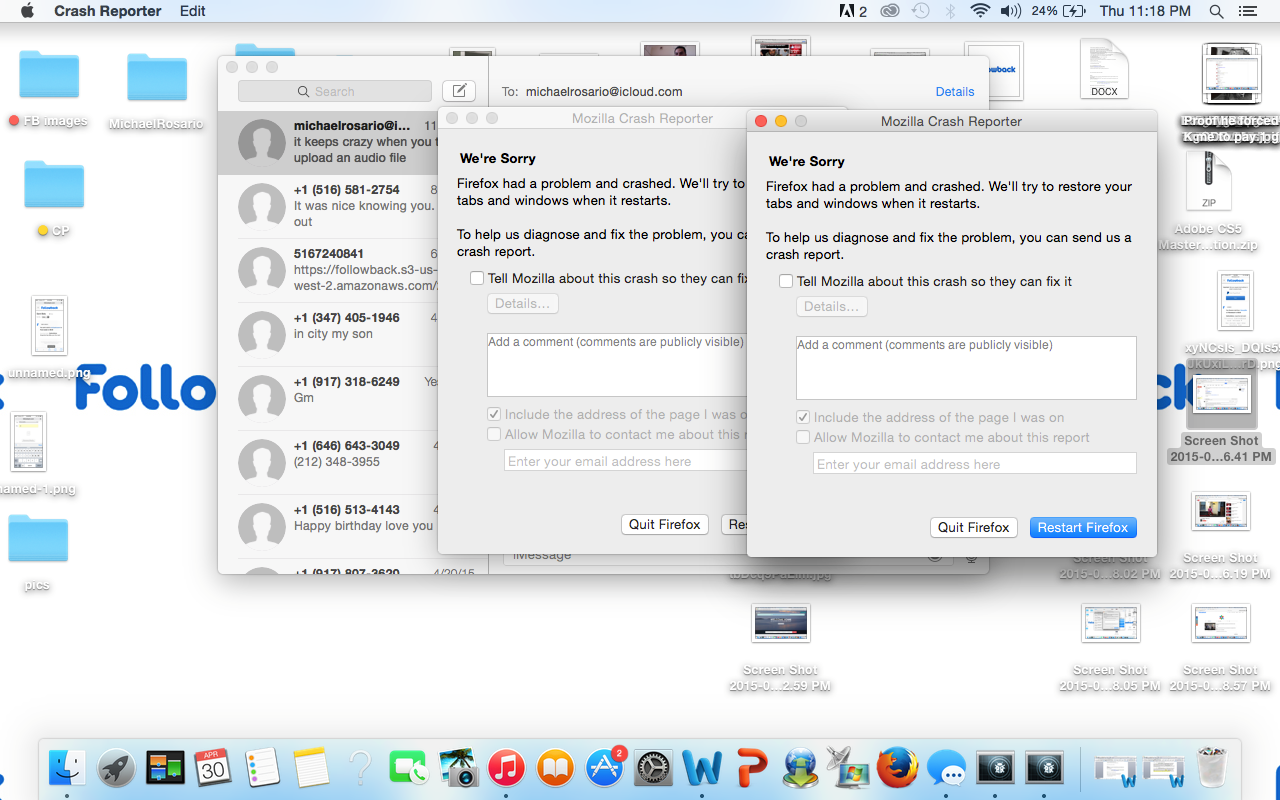 Crash Reporter Edit
2 24% Thu 11:18 PM
FB images
MichaelRosario
CP
unnamed.png
named-1.png
pics
Follo
Search
michaelrosario@i... 11
it keeps crazy when you t
upload an audio file
+1 (516) 581-2754 8
It was nice knowing you.
out
5167240841 6
https://followback.s3-us-
west-2.amazonaws.com/
+1 (347) 405-1946 4
in city my son
+1 (917) 318-6249 Ye
Gm
+1 (646) 643-3049 4
(212) 348-3955
+1 (516) 513-4143 4
Happy birthday love you
+1 (917) 807-3620 4/20/15
To: michaelrosario@icloud.com Details
iMessage
Mozilla Crash Reporter
We're Sorry
Firefox had a problem and crashed. We'll try to
tabs and windows when it restarts.
To help us diagnose and fix the problem, you ca
crash report.
Tell Mozilla about this crash so they can fix
Details...
Add a comment (comments are publicly visible)
Include the address of the page I was o
Allow Mozilla to contact me about this r
Enter your email address here
Quit Firefox Res
Mozilla Crash Reporter
We're Sorry
Firefox had a problem and crashed. We'll try to restore your
tabs and windows when it restarts.
To help us diagnose and fix the problem, you can send us a
crash report.
Tell Mozilla about this crash so they can fix it
Details...
Add a comment (comments are publicly visible)
Include the address of the page I was on
Allow Mozilla to contact me about this report
Enter your email address here
Quit Firefox Restart Firefox
wback
DOCX
ZIP
Adobe CS5
Master...tion.zip
ck
Screen Shot
2015-0...6.41 PM
Screen Shot
2015-0...8.02 PM
Screen Shot
2015-0...6.19 PM
Screen Shot
2015-0...2.59 PM
Screen Shot
2015-0...8.05 PM
Screen Shot
2015-0...8.57 PM
APR
30
2